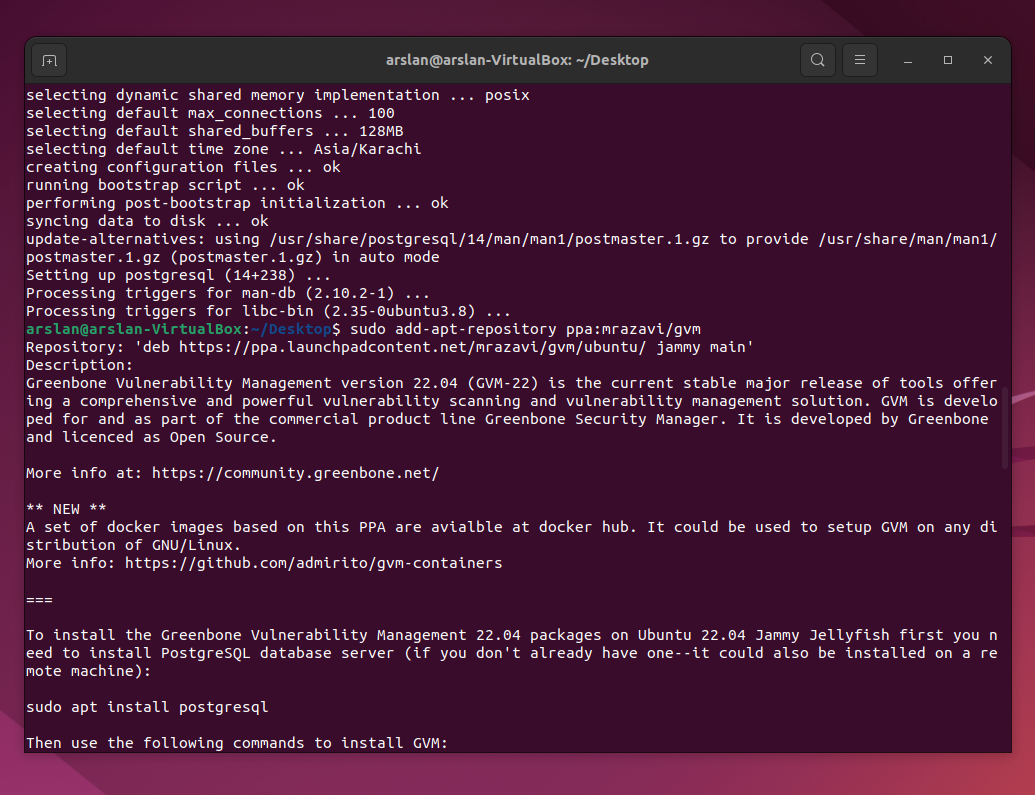 arslan@arslan-VirtualBox: ~/Desktop
selecting dynamic shared memory implementation ... posix
selecting default max_connections ... 100
selecting default shared_buffers ... 128MB
selecting default time zone ... Asia/Karachi
creating configuration files ... ok
running bootstrap script ... ok
performing post-bootstrap initialization ... ok
syncing data to disk ... ok
update-alternatives: using /usr/share/postgresql/14/man/man1/postmaster.1.gz to provide /usr/share/man/man1/
postmaster.1.gz (postmaster.1.gz) in auto mode
Setting up postgresql (14+238) ...
Processing triggers for man-db (2.10.2-1) ...
Processing triggers for libc-bin (2.35-0ubuntu3.8) ...
arslan@arslan-VirtualBox:~/Desktop$ sudo add-apt-repository ppa:mrazavi/gvm
Repository: 'deb https://ppa.launchpadcontent.net/mrazavi/gvm/ubuntu/ jammy main'
Description:
Greenbone Vulnerability Management version 22.04 (GVM-22) is the current stable major release of tools offer
ing a comprehensive and powerful vulnerability scanning and vulnerability management solution. GVM is develo
ped for and as part of the commercial product line Greenbone Security Manager. It is developed by Greenbone
and licenced as Open Source.
More info at: https://community.greenbone.net/
** NEW **
A set of docker images based on this PPA are avialble at docker hub. It could be used to setup GVM on any di
stribution of GNU/Linux.
More info: https://github.com/admirito/gvm-containers
===
To install the Greenbone Vulnerability Management 22.04 packages on Ubuntu 22.04 Jammy Jellyfish first you n
eed to install PostgreSQL database server (if you don't already have one--it could also be installed on a re
mote machine):
sudo apt install postgresql
Then use the following commands to install GVM: